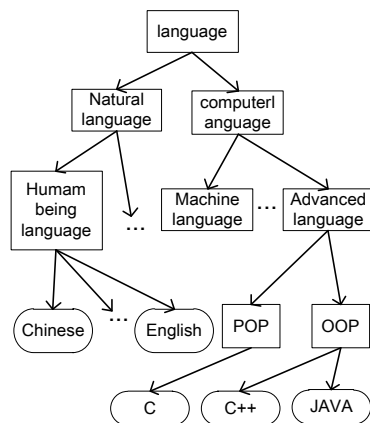 language
Natural
language
computerl
anguage
Humam
being
language
...
Machine
language
...
Advanced
language
Chinese
...
English
POP
OOP
C
C++
JAVA